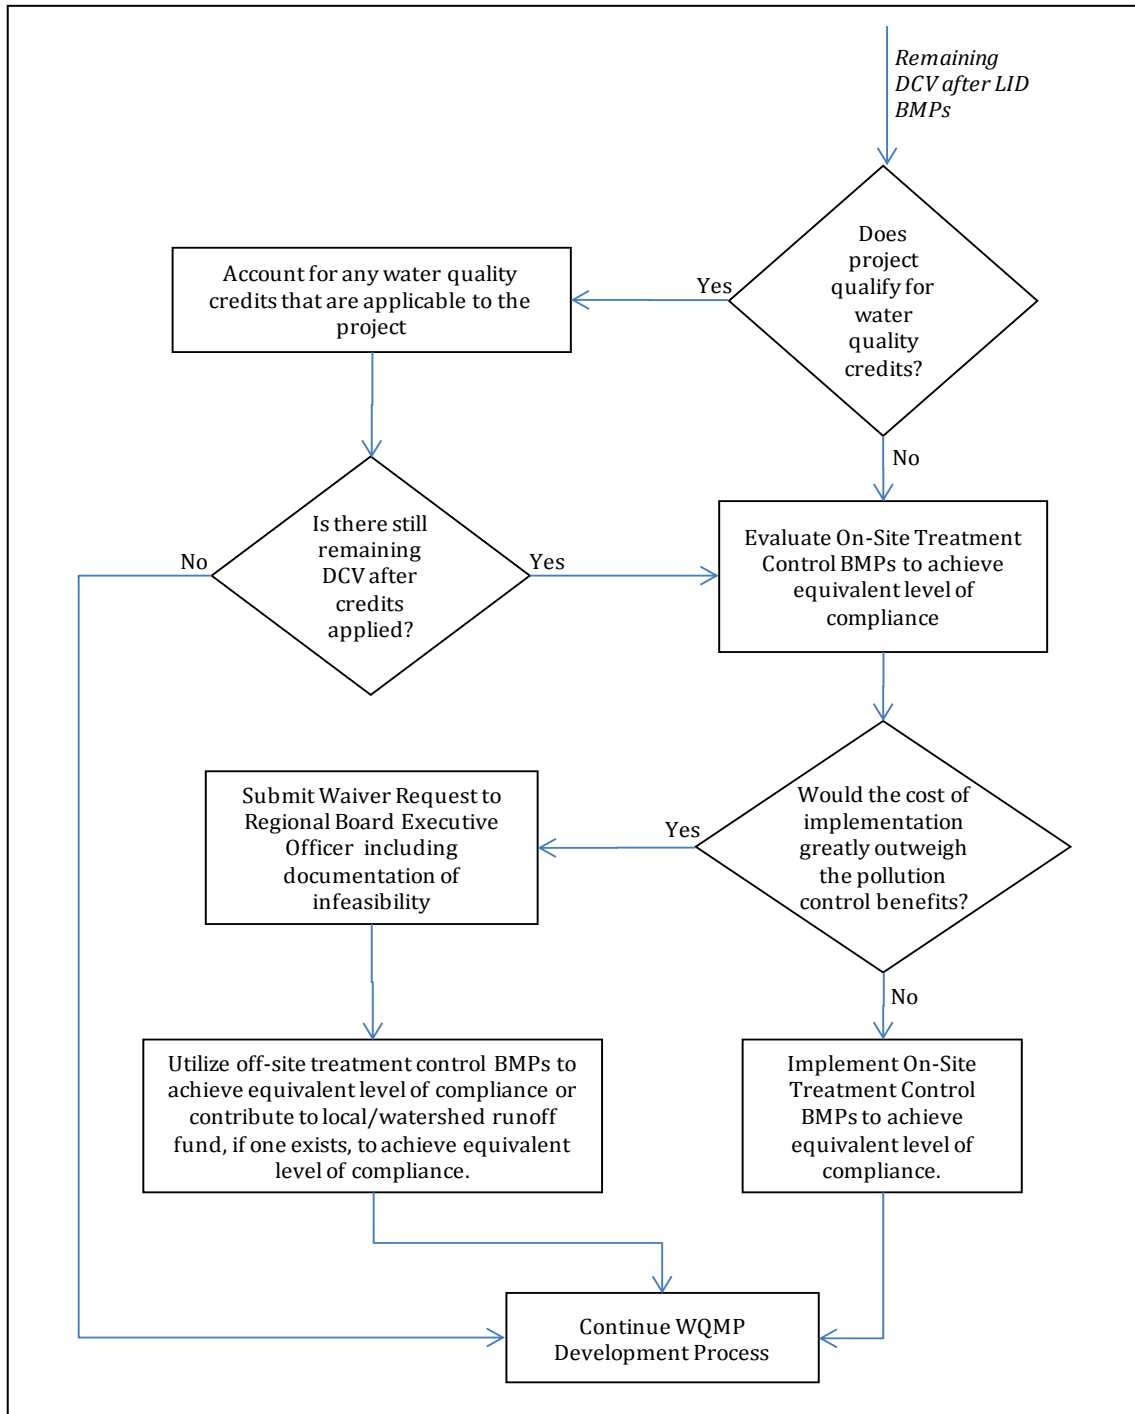 Remaining
DCV after LID
BMPs
Does
project
qualify for
water
quality
credits?
Yes
Account for any water quality
credits that are applicable to the
project
No
Is there still
remaining
DCV after
credits
applied?
No
Yes
Evaluate On-Site Treatment
Control BMPs to achieve
equivalent level of
compliance
Would the cost of
implementation
greatly outweigh
the pollution
control benefits?
Yes
Submit Waiver Request to
Regional Board Executive
Officer including
documentation of
infeasibility
No
Utilize off-site treatment control BMPs to
achieve equivalent level of compliance or
contribute to local/watershed runoff
fund, if one exists, to achieve equivalent
level of compliance.
Implement On-Site
Treatment Control
BMPs to achieve
equivalent level of
compliance.
Continue WQMP
Development Process